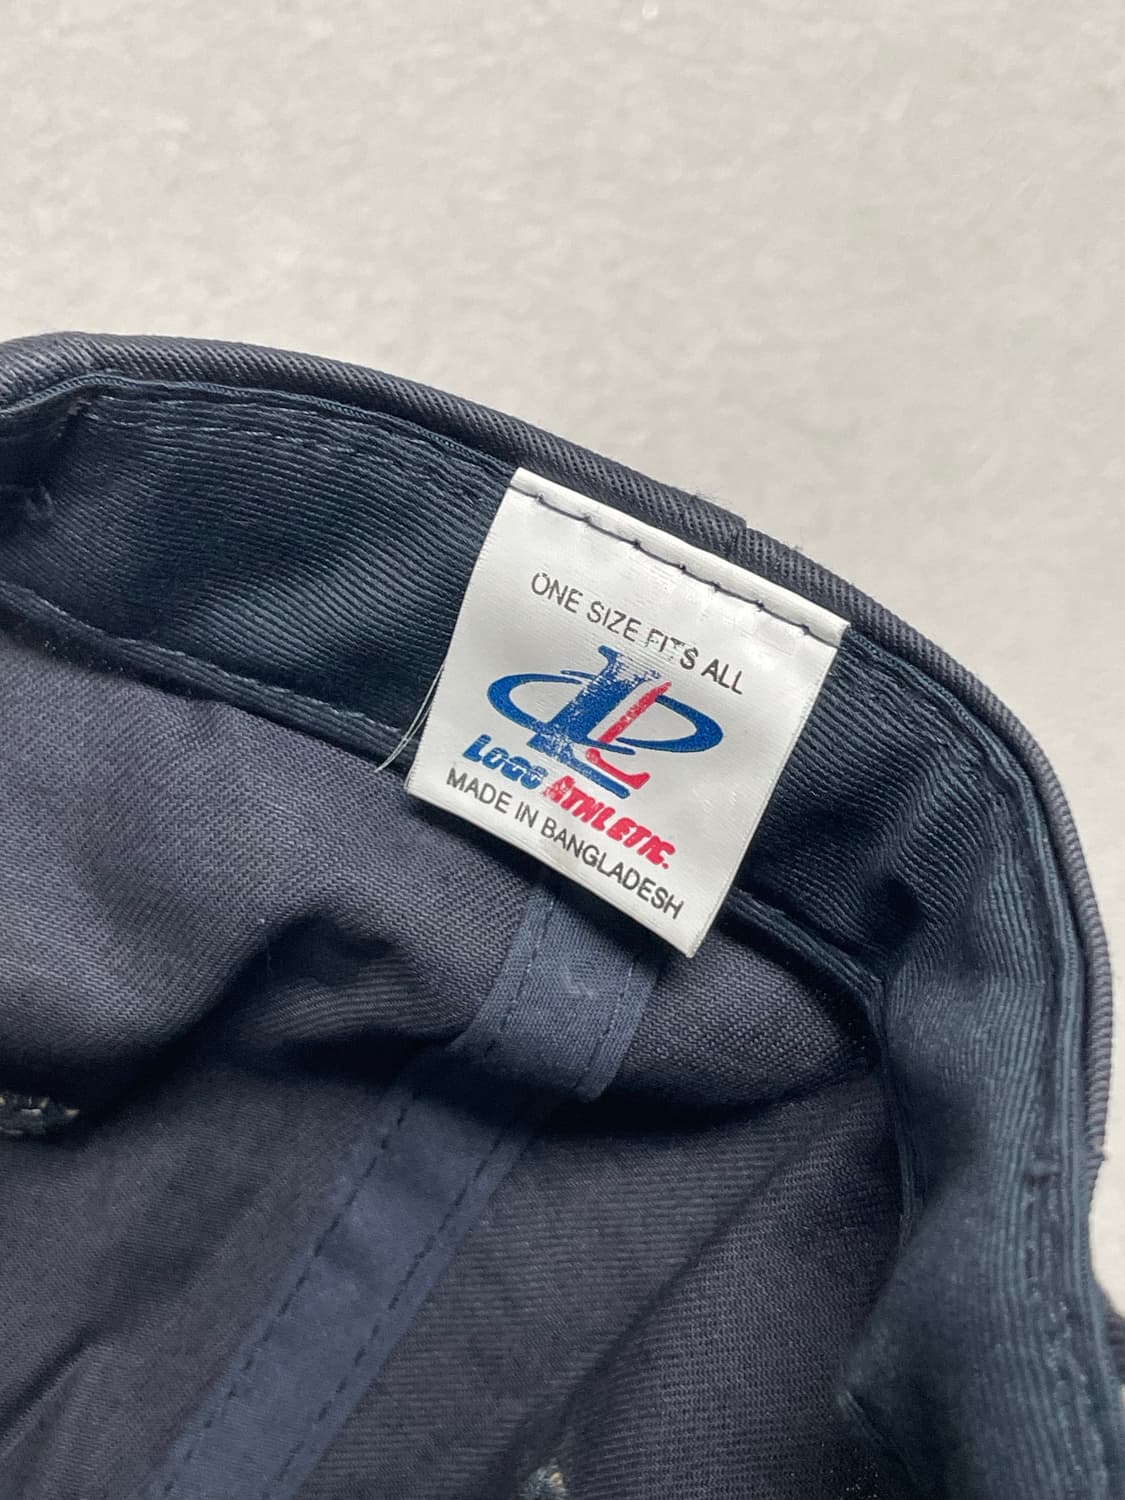 ONE SIZE FITS ALL
LOGO ATHLETIC.
MADE IN BANGLADESH